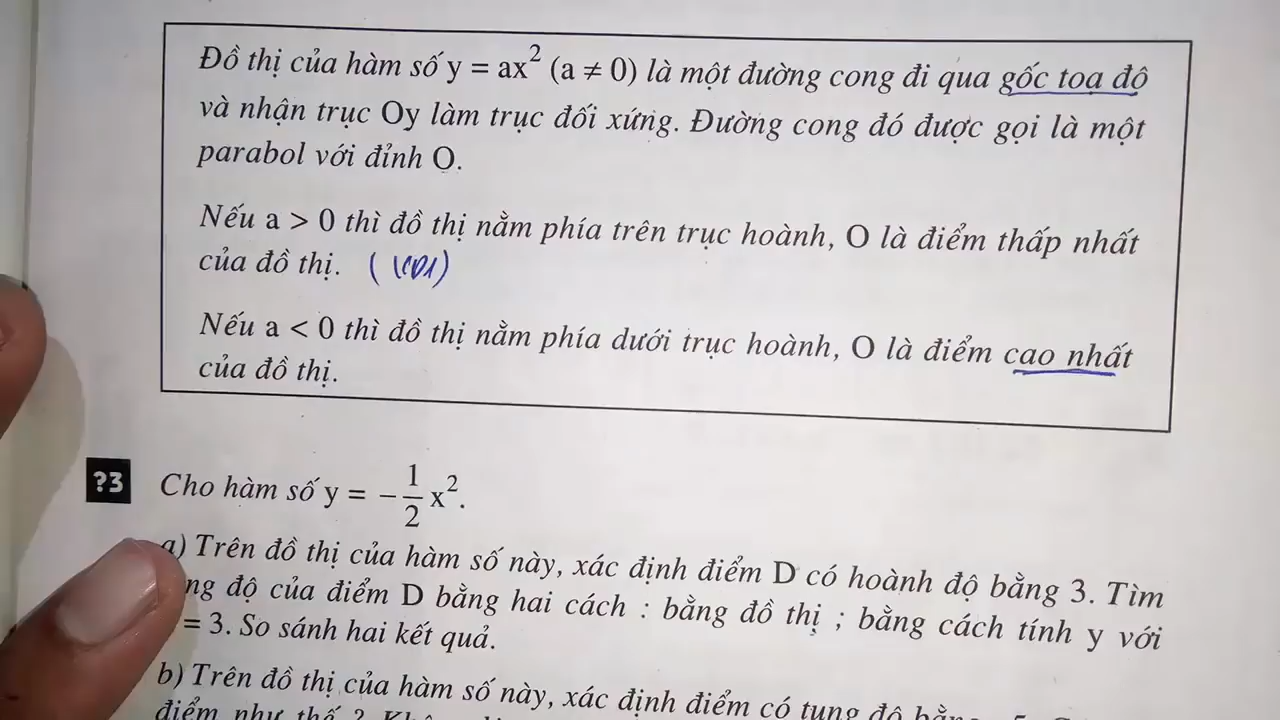 Đồ thị của hàm số y = ax² (a ≠ 0) là một đường cong đi qua gốc toạ độ
và nhận trục Oy làm trục đối xứng. Đường cong đó được gọi là một
parabol với đỉnh O.
Nếu a > 0 thì đồ thị nằm phía trên trục hoành, O là điểm thấp nhất
của đồ thị.
Nếu a < 0 thì đồ thị nằm phía dưới trục hoành, O là điểm cao nhất
của đồ thị.
?3 Cho hàm số y = -1/2 x².
a) Trên đồ thị của hàm số này, xác định điểm D có hoành độ bằng 3. Tìm
độ của điểm D bằng hai cách : bằng đồ thị ; bằng cách tính y với
= 3. So sánh hai kết quả.
b) Trên đồ thị của hàm số này, xác định điểm có tung độ bằng
điểm như thế ?